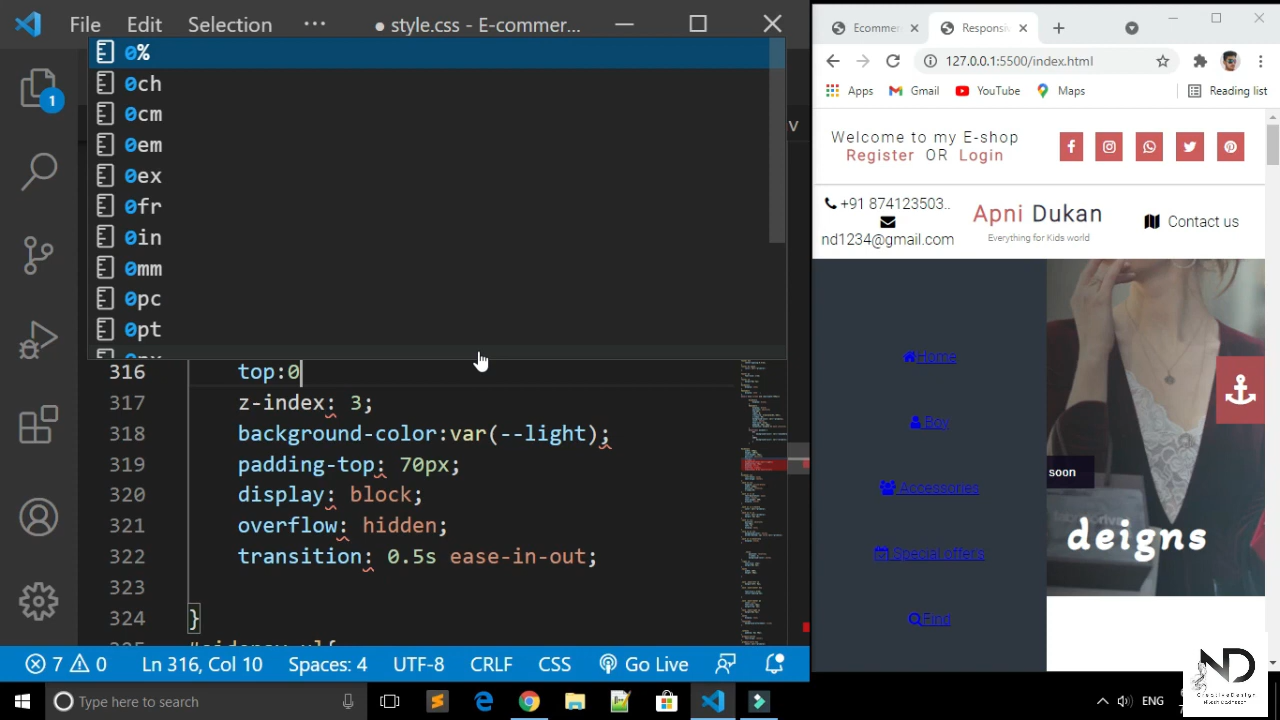 File Edit Selection ··· ● style.css - E-commer...
0%
0ch
0cm
0em
0ex
0fr
0in
0mm
0pc
0pt
1
316 top:0
317 z-index: 3;
318 background-color:var(--light);
319 padding-top: 70px;
320 display: block;
321 overflow: hidden;
322 transition: 0.5s ease-in-out;
323
324 }
7 0 Ln 316, Col 10 Spaces: 4 UTF-8 CRLF CSS Go Live
Type here to search
ENG
Ecommer
Responsi
127.0.0.1:5500/index.html
Apps Gmail YouTube Maps Reading list
Welcome to my E-shop
Register OR Login
+91 874123503..
nd1234@gmail.com
Apni Dukan
Everything for Kids world
Contact us
Home
Boy
Accessories
Special offers
Find
soon
deigns
ND
CreativeDesign